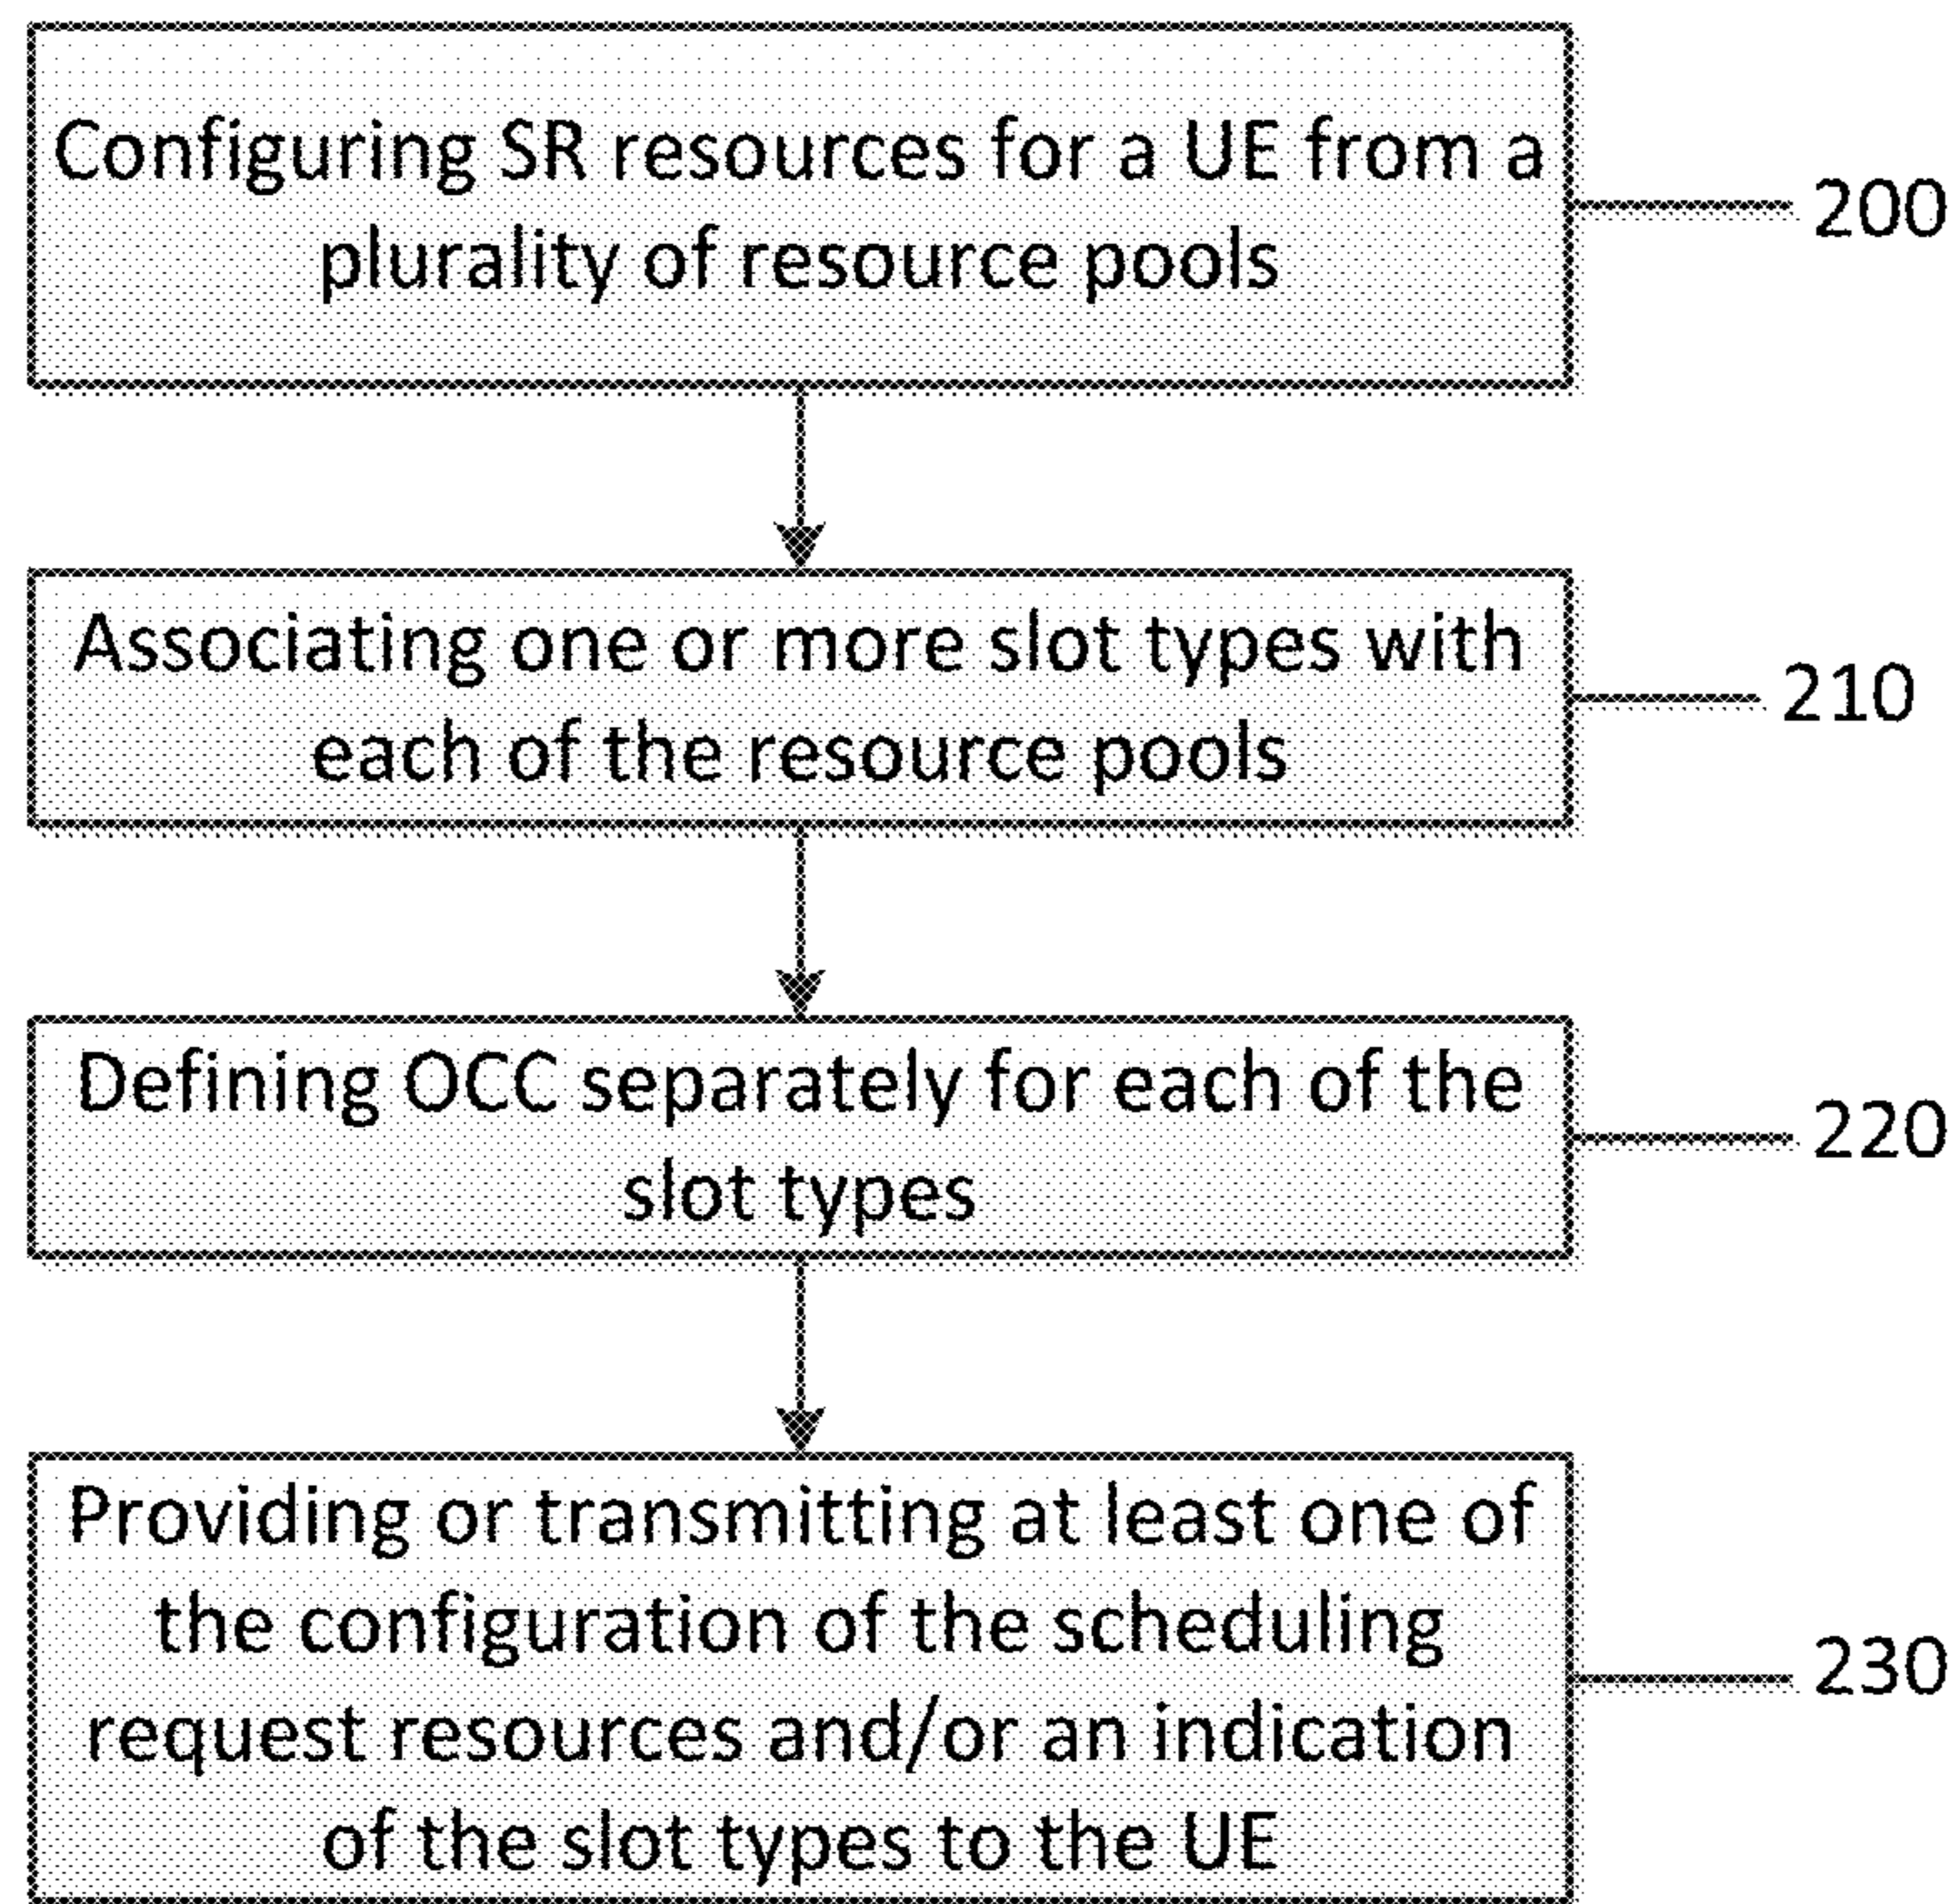 Configuring SR resources for a UE from a
plurality of resource pools
200
Associating one or more slot types with
each of the resource pools
210
Defining OCC separately for each of the
slot types
220
Providing or transmitting at least one of
the configuration of the scheduling
request resources and/or an indication
of the slot types to the UE
230